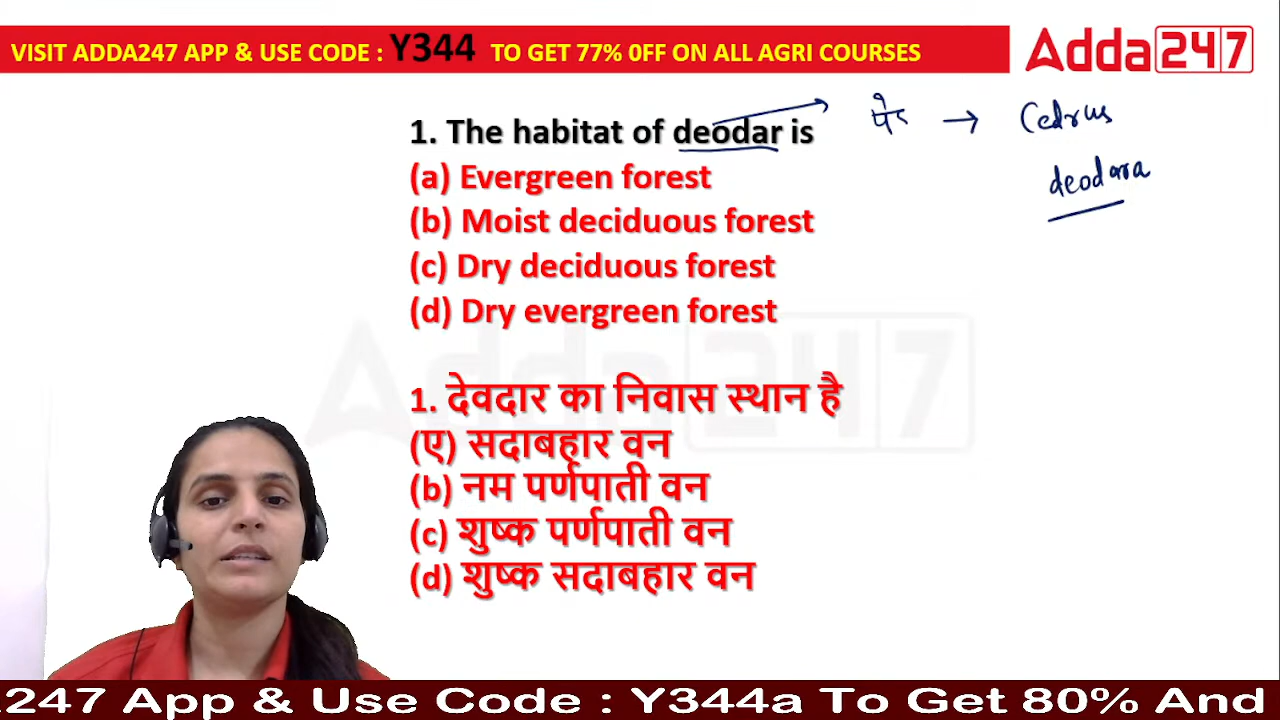 VISIT ADDA247 APP & USE CODE : Y344 TO GET 77% 0FF ON ALL AGRI COURSES
Adda247
1. The habitat of deodar is
पेड़ → Cedrus
deodara
(a) Evergreen forest
(b) Moist deciduous forest
(c) Dry deciduous forest
(d) Dry evergreen forest
Adda247
1. देवदार का निवास स्थान है
(ए) सदाबहार वन
(b) नम पर्णपाती वन
(c) शुष्क पर्णपाती वन
(d) शुष्क सदाबहार वन
.247 App & Use Code : Y344a To Get 80% And